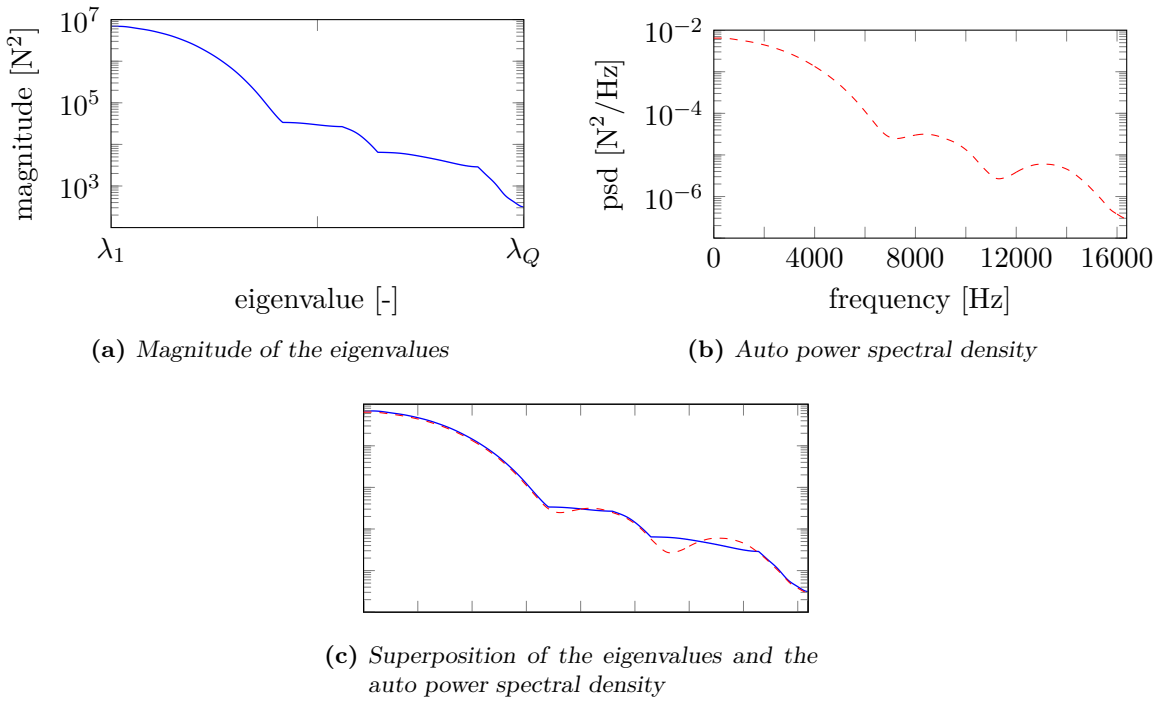 10^7
10^5
10^3
magnitude [N^2]
λ_1
λ_Q
eigenvalue [-]
(a) Magnitude of the eigenvalues
10^−2
10^−4
10^−6
psd [N^2/Hz]
0 4000 8000 12000 16000
frequency [Hz]
(b) Auto power spectral density
(c) Superposition of the eigenvalues and the
auto power spectral density